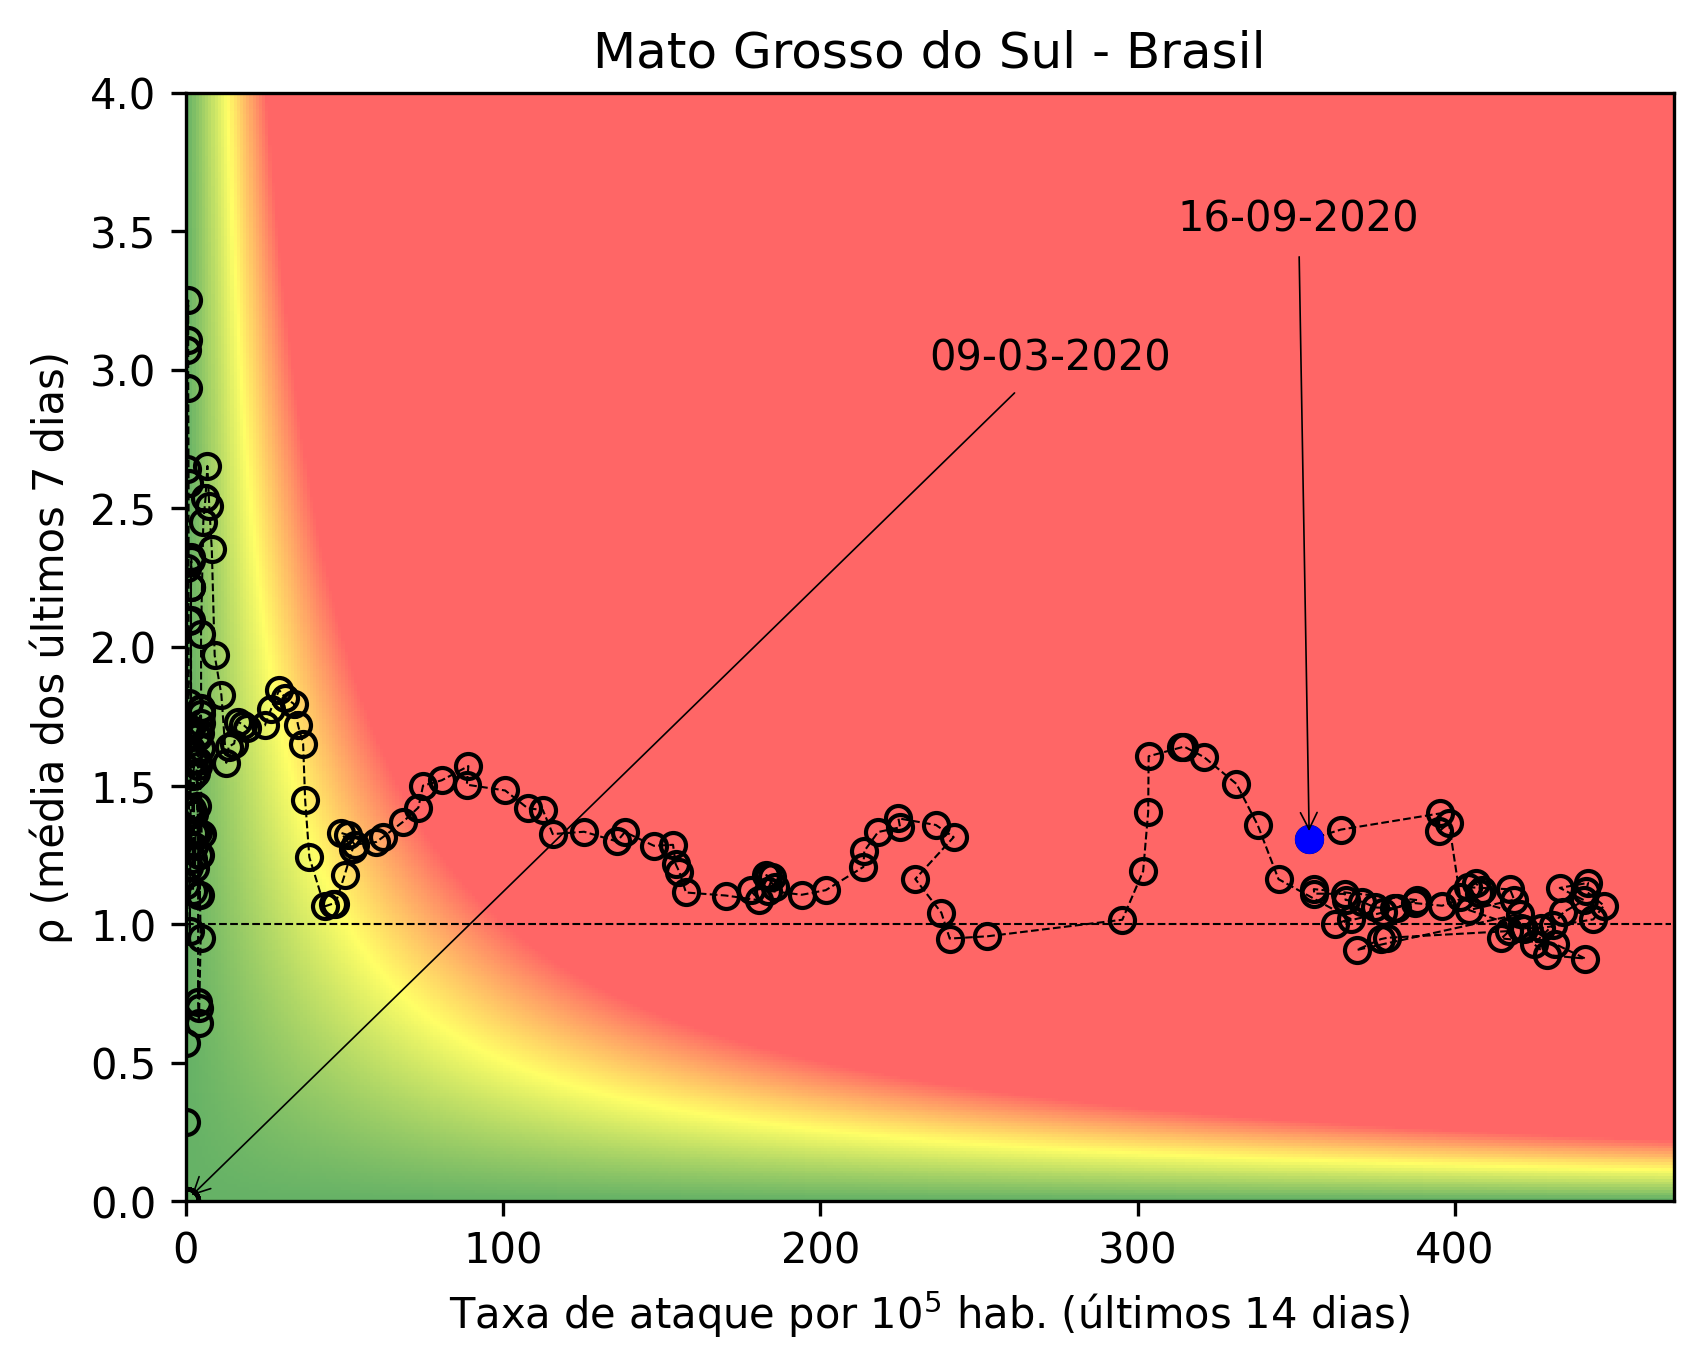 Mato Grosso do Sul - Brasil
4.0
3.5
3.0
2.5
2.0
1.5
1.0
0.5
0.0
ρ (média dos últimos 7 dias)
16-09-2020
09-03-2020
0 100 200 300 400
Taxa de ataque por 10⁵ hab. (últimos 14 dias)